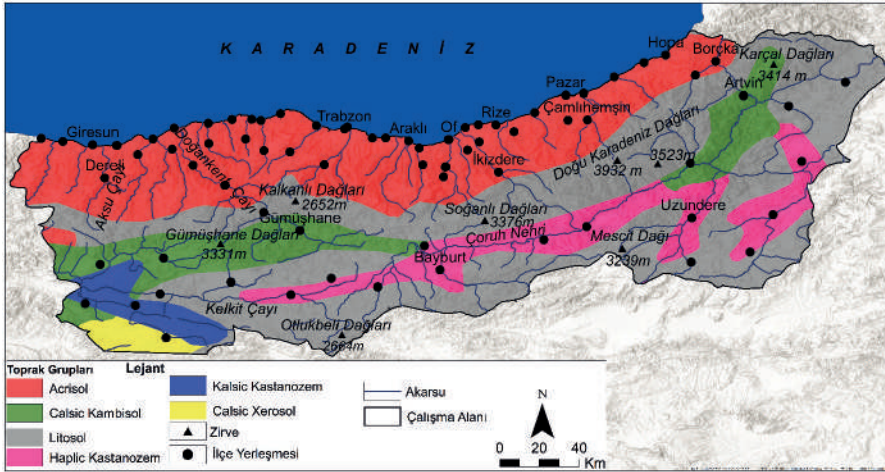 KARADENİZ
Hopa
Borçka
Karçal Dağları
3414 m
Artvin
Pazar
Çamlıhemşin
Rize
Of
Araklı
Trabzon
Giresun
Dereli
Aksu Çayı
Doğankent Çayı
İkizdere
Doğu Karadeniz Dağları
3932 m
3523m
Kalkanlı Dağları
2652m
Gümüşhane
Gümüşhane Dağları
3331m
Soğanlı Dağları
3376m
Çoruh Nehri
Uzundere
Mescit Dağı
3239m
Bayburt
Kelkit Çayı
Otlukbeli Dağları
2664m
Toprak Grupları
Lejant
Acrisol
Calsic Kambisol
Litosol
Haplic Kastanozem
Kalsic Kastanozem
Calsic Xerosol
Zirve
İlçe Yerleşmesi
Akarsu
Çalışma Alanı
N
0 20 40
Km